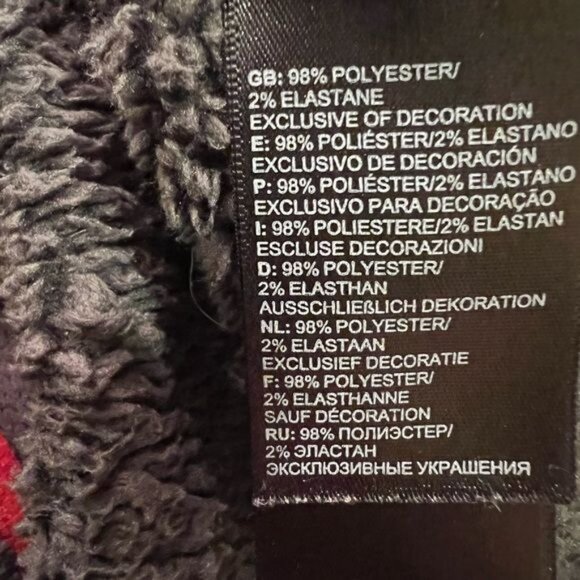 GB: 98% POLYESTER/
2% ELASTANE
EXCLUSIVE OF DECORATION
E: 98% POLIÉSTER/2% ELASTANO
EXCLUSIVO DE DECORACIÓN
P: 98% POLIÉSTER/2% ELASTANO
EXCLUSIVO PARA DECORAÇÃO
I: 98% POLIESTERE/2% ELASTAN
ESCLUSE DECORAZIONI
D: 98% POLYESTER/
2% ELASTHAN
AUSSCHLIEßLICH DEKORATION
NL: 98% POLYESTER/
2% ELASTAAN
EXCLUSIEF DECORATIE
F: 98% POLYESTER/
2% ELASTHANNE
SAUF DÉCORATION
RU: 98% ПОЛИЭСТЕР/
2% ЭЛАСТАН
ЭКСКЛЮЗИВНЫЕ УКРАШЕНИЯ